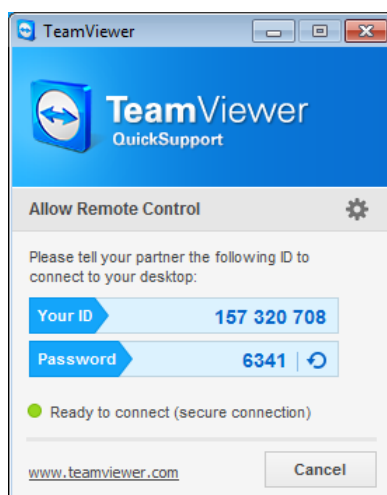 TeamViewer
TeamViewer
QuickSupport
Allow Remote Control
Please tell your partner the following ID to
connect to your desktop:
Your ID 157 320 708
Password 6341
Ready to connect (secure connection)
www.teamviewer.com Cancel